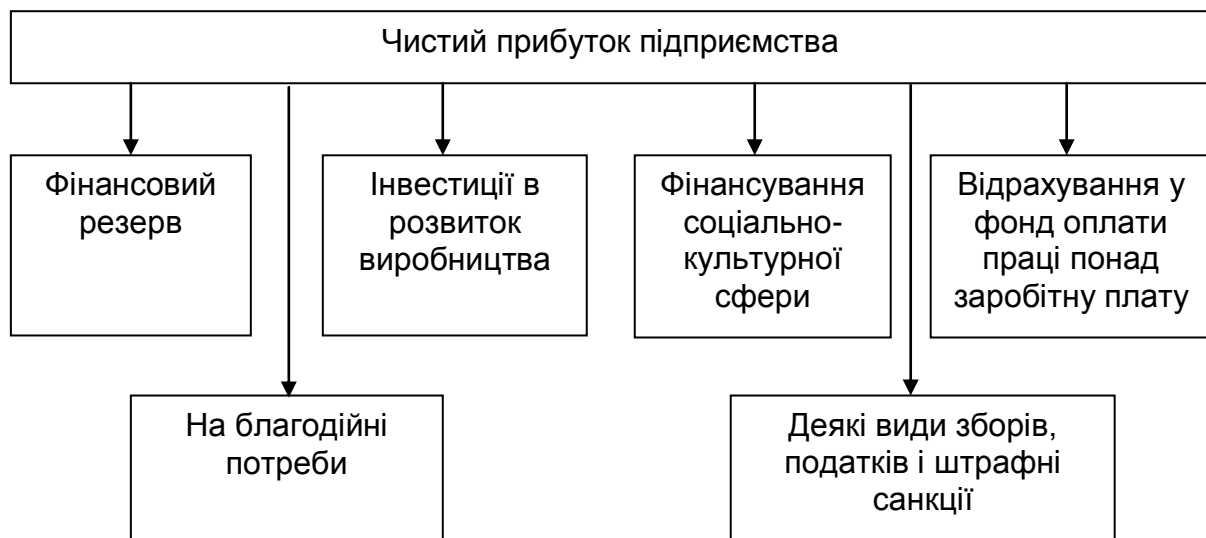 Чистий прибуток підприємства
Фінансовий
резерв
Інвестиції в
розвиток
виробництва
Фінансування
соціально-
культурної
сфери
Відрахування у
фонд оплати
праці понад
заробітну плату
На благодійні
потреби
Деякі види зборів,
податків і штрафні
санкції